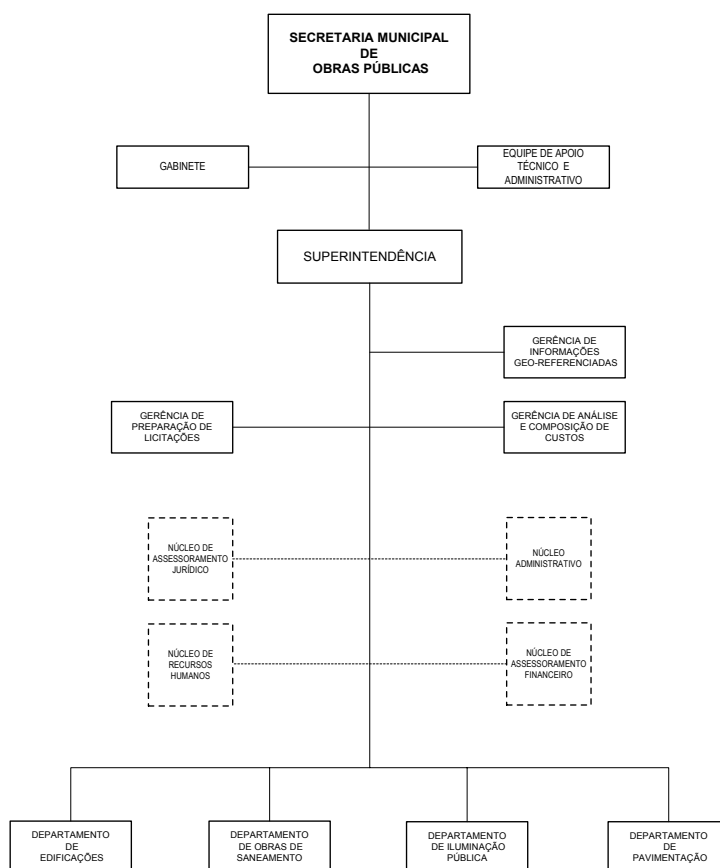 SECRETARIA MUNICIPAL
DE
OBRAS PÚBLICAS
GABINETE
EQUIPE DE APOIO
TÉCNICO E
ADMINISTRATIVO
SUPERINTENDÊNCIA
GERÊNCIA DE
INFORMAÇÕES
GEO-REFERENCIADAS
GERÊNCIA DE
PREPARAÇÃO DE
LICITAÇÕES
GERÊNCIA DE ANÁLISE
E COMPOSIÇÃO DE
CUSTOS
NÚCLEO DE
ASSESSORAMENTO
JURÍDICO
NÚCLEO
ADMINISTRATIVO
NÚCLEO DE
RECURSOS
HUMANOS
NÚCLEO DE
ASSESSORAMENTO
FINANCEIRO
DEPARTAMENTO
DE
EDIFICAÇÕES
DEPARTAMENTO
DE OBRAS DE
SANEAMENTO
DEPARTAMENTO
DE ILUMINAÇÃO
PÚBLICA
DEPARTAMENTO
DE
PAVIMENTAÇÃO